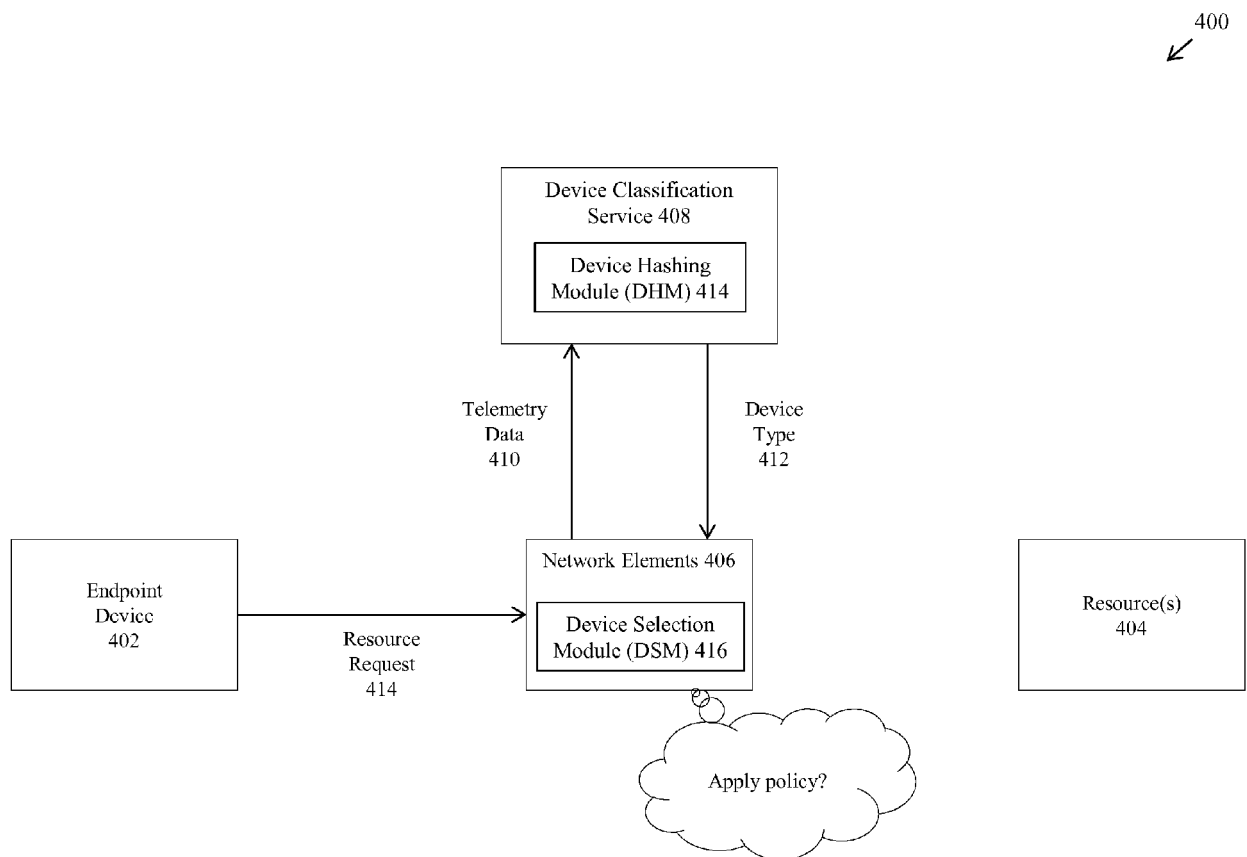 400
Device Classification
Service 408
Device Hashing
Module (DHM) 414
Telemetry
Data
410
Device
Type
412
Endpoint
Device
402
Resource
Request
414
Network Elements 406
Device Selection
Module (DSM) 416
Resource(s)
404
Apply policy?